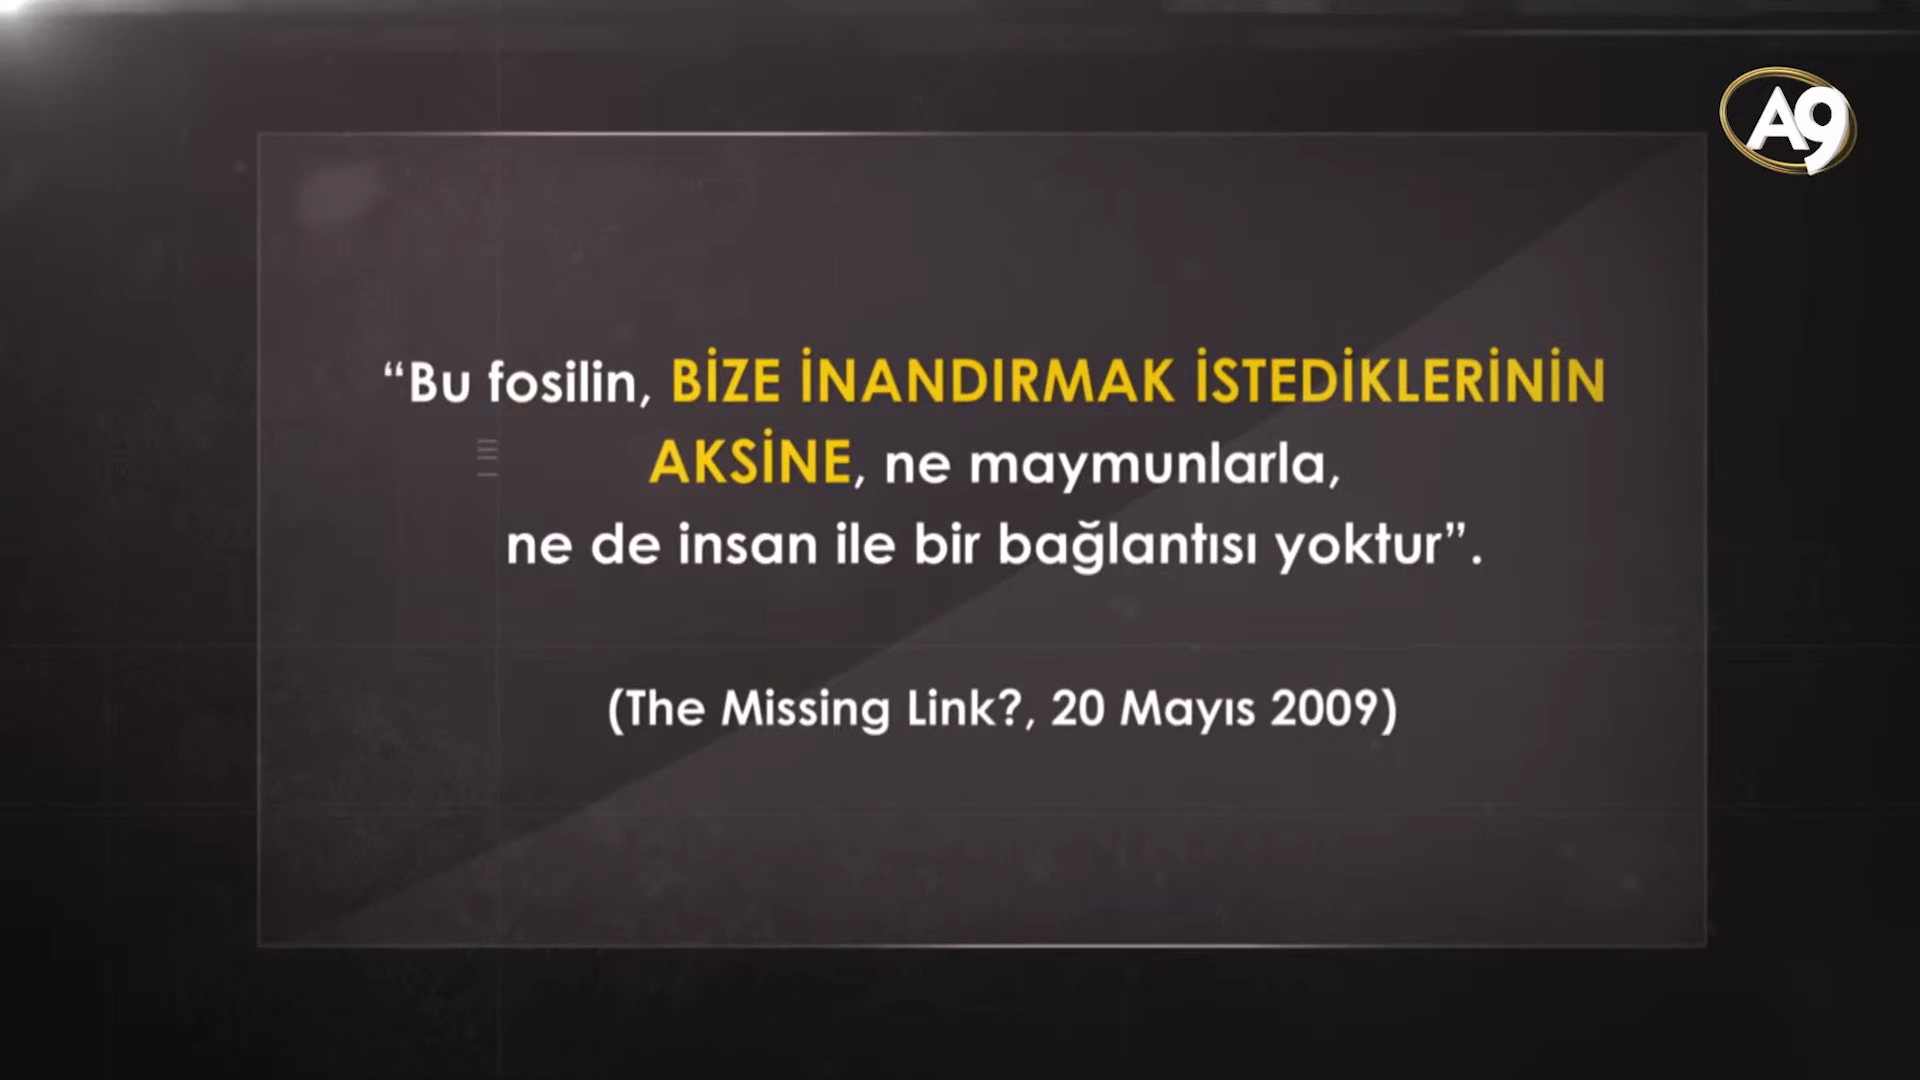 A9
“Bu fosilin, BİZE İNANDIRMAK İSTEDİKLERİNİN
AKSİNE, ne maymunlarla,
ne de insan ile bir bağlantısı yoktur”.
(The Missing Link?, 20 Mayıs 2009)